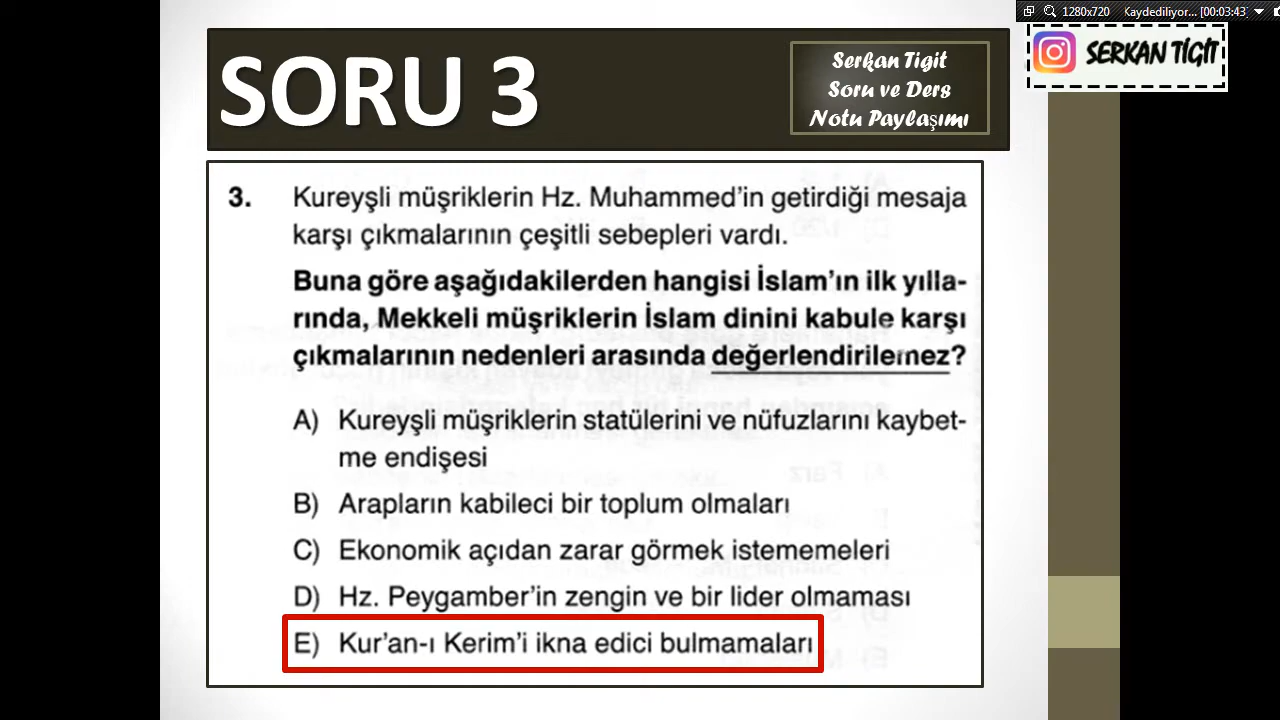 1280x720 Kaydediliyor... [00:03:43]
SERKAN TİGİT
SORU 3
Serkan Tigit
Soru ve Ders
Notu Paylaşımı
3. Kureyşli müşriklerin Hz. Muhammed’in getirdiği mesaja
karşı çıkmalarının çeşitli sebepleri vardı.
Buna göre aşağıdakilerden hangisi İslam’ın ilk yılla-
rında, Mekkeli müşriklerin İslam dinini kabule karşı
çıkmalarının nedenleri arasında değerlendirilemez?
A) Kureyşli müşriklerin statülerini ve nüfuzlarını kaybet-
me endişesi
B) Arapların kabileci bir toplum olmaları
C) Ekonomik açıdan zarar görmek istememeleri
D) Hz. Peygamber’in zengin ve bir lider olmaması
E) Kur’an-ı Kerim’i ikna edici bulmamaları